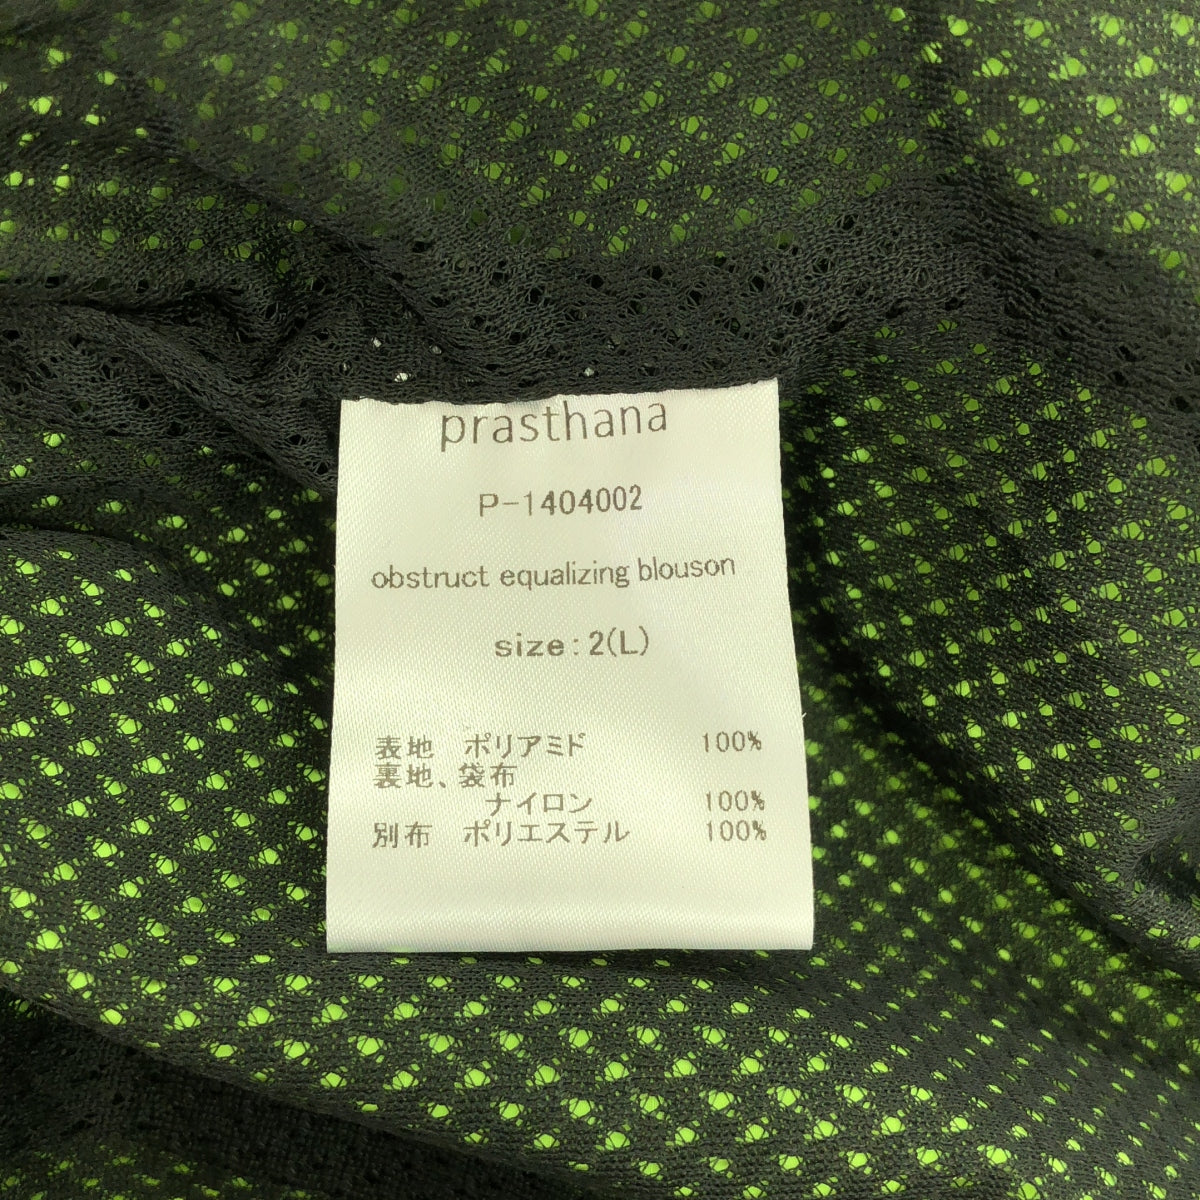 prasthana
P-1404002
obstruct equalizing blouson
size: 2(L)
表地 ポリアミド 100%
裏地、袋布
ナイロン 100%
別布 ポリエステル 100%